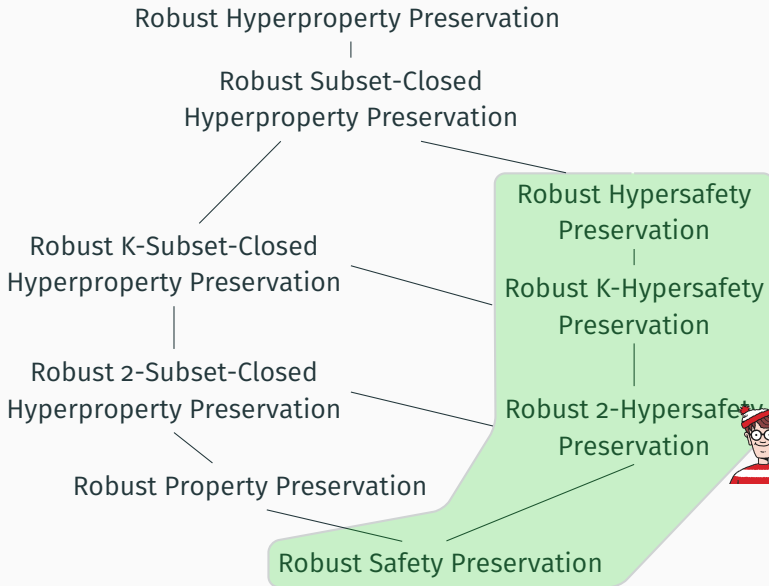 Robust Hyperproperty Preservation
Robust Subset-Closed
Hyperproperty Preservation
Robust Hypersafety
Preservation
Robust K-Subset-Closed
Hyperproperty Preservation
Robust K-Hypersafety
Preservation
Robust 2-Subset-Closed
Hyperproperty Preservation
Robust 2-Hypersafety
Preservation
Robust Property Preservation
Robust Safety Preservation